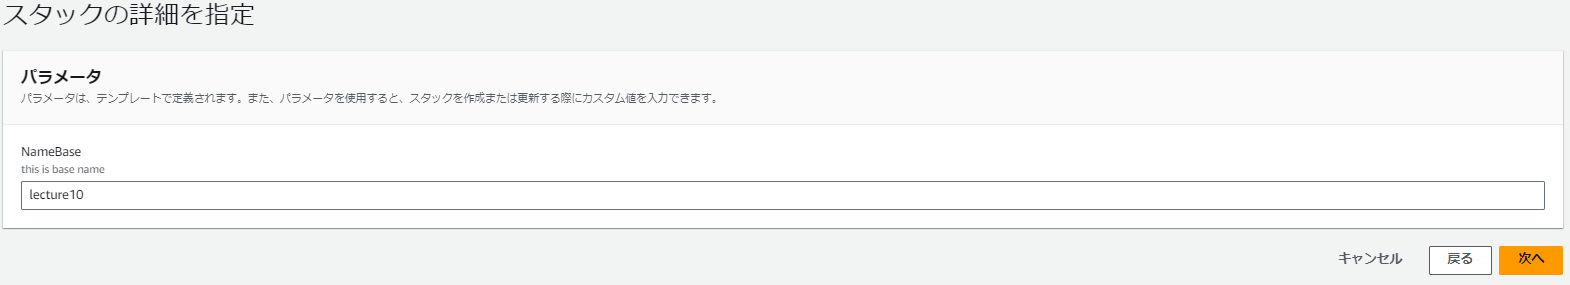 スタックの詳細を指定
パラメータ
パラメータは、テンプレートで定義されます。また、パラメータを使用すると、スタックを作成または更新する際にカスタム値を入力できます。
NameBase
this is base name
lecture10
キャンセル 戻る 次へ